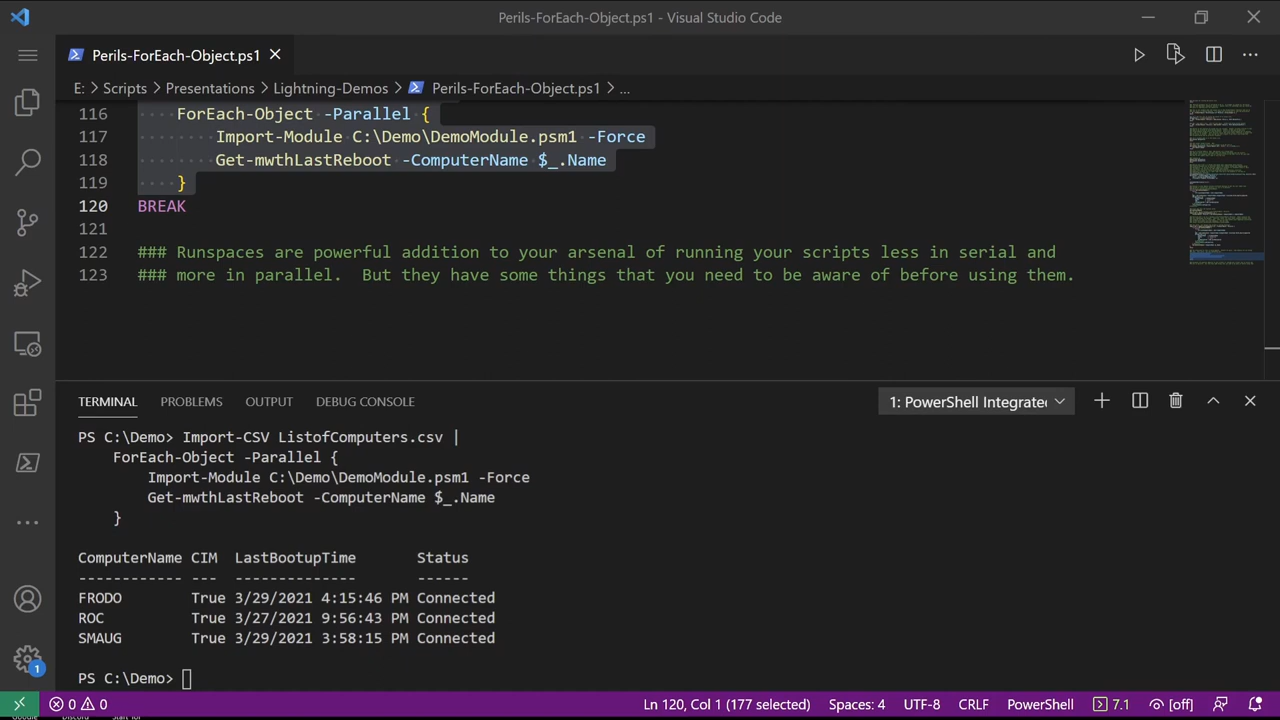 Perils-ForEach-Object.ps1 - Visual Studio Code
Perils-ForEach-Object.ps1
E: > Scripts > Presentations > Lightning-Demos > Perils-ForEach-Object.ps1 > ...
116 ForEach-Object -Parallel {
117 Import-Module C:\Demo\DemoModule.psm1 -Force
118 Get-mwthLastReboot -ComputerName $_.Name
119 }
120 BREAK
121
122 ### Runspaces are powerful addition to your arsenal of running your scripts less in serial and
123 ### more in parallel. But they have some things that you need to be aware of before using them.
TERMINAL PROBLEMS OUTPUT DEBUG CONSOLE 1: PowerShell Integrated
PS C:\Demo> Import-CSV ListofComputers.csv |
ForEach-Object -Parallel {
Import-Module C:\Demo\DemoModule.psm1 -Force
Get-mwthLastReboot -ComputerName $_.Name
}
ComputerName CIM LastBootupTime Status
------------ --- -------------- ------
FRODO True 3/29/2021 4:15:46 PM Connected
ROC True 3/27/2021 9:56:43 PM Connected
SMAUG True 3/29/2021 3:58:15 PM Connected
PS C:\Demo>
1
0 0 Ln 120, Col 1 (177 selected) Spaces: 4 UTF-8 CRLF PowerShell 7.1 [off]